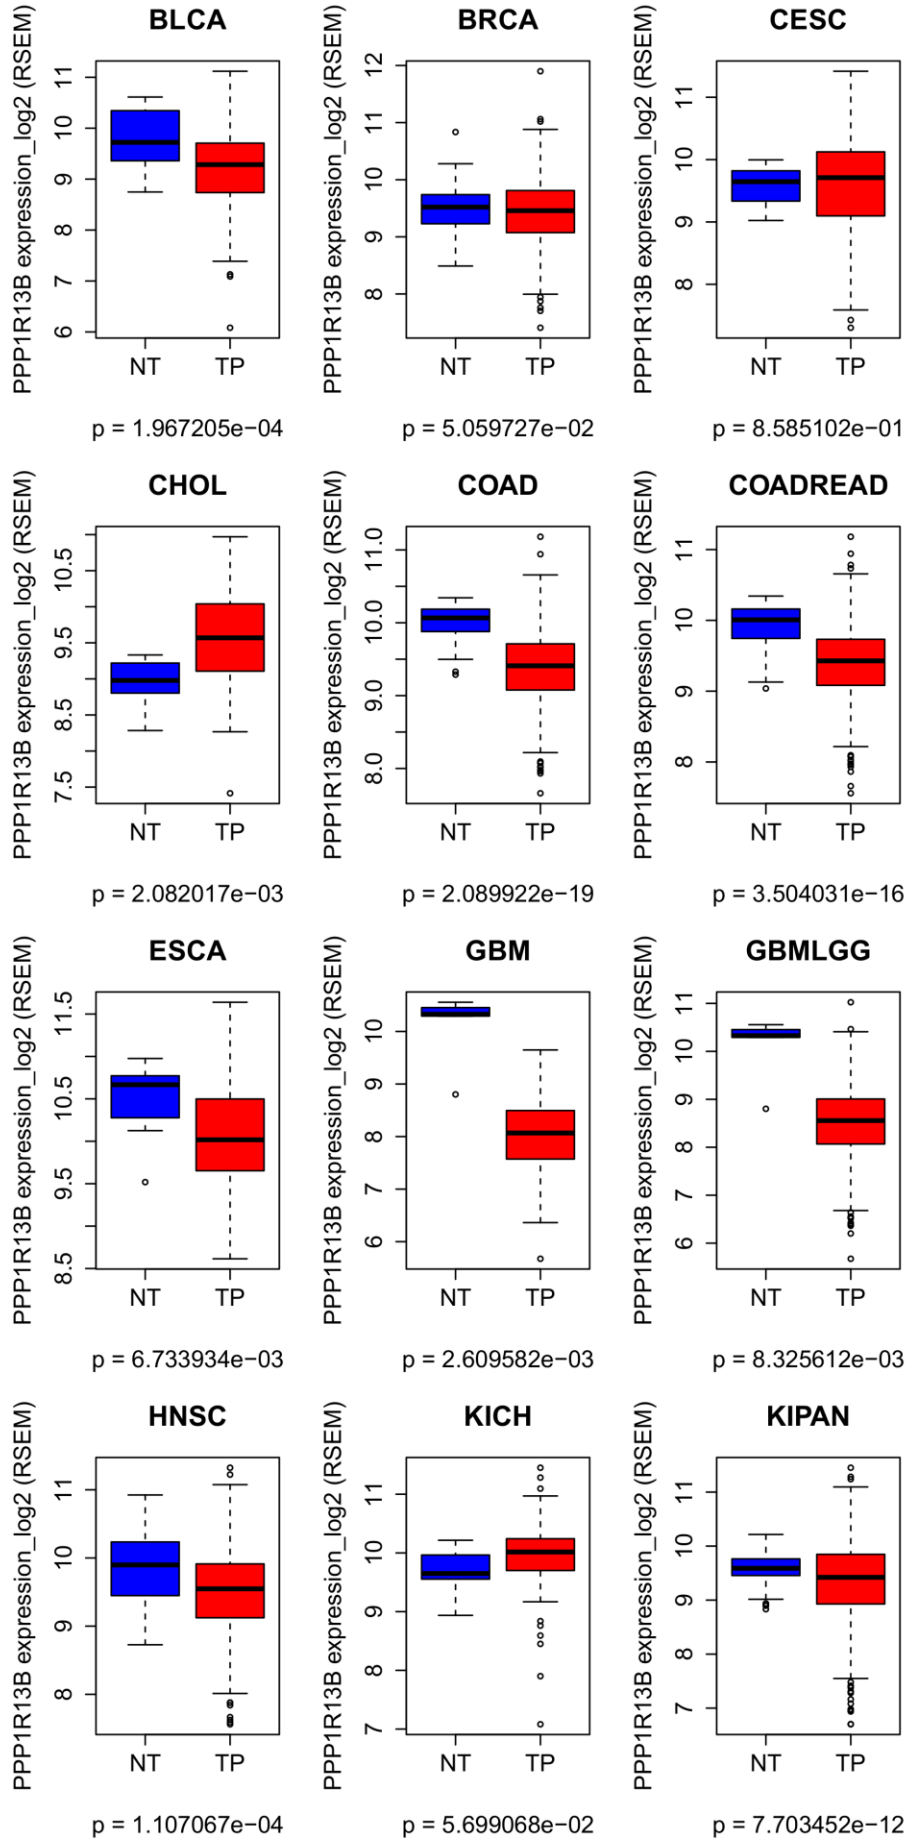 BLCA
PPP1R13B expression_log2 (RSEM)
11
10
9
8
7
6
NT TP
p = 1.967205e−04
BRCA
PPP1R13B expression_log2 (RSEM)
12
11
10
9
8
NT TP
p = 5.059727e−02
CESC
PPP1R13B expression_log2 (RSEM)
11
10
9
8
NT TP
p = 8.585102e−01
CHOL
PPP1R13B expression_log2 (RSEM)
10.5
9.5
8.5
7.5
NT TP
p = 2.082017e−03
COAD
PPP1R13B expression_log2 (RSEM)
11.0
10.0
9.0
8.0
NT TP
p = 2.089922e−19
COADREAD
PPP1R13B expression_log2 (RSEM)
11
10
9
8
NT TP
p = 3.504031e−16
ESCA
PPP1R13B expression_log2 (RSEM)
11.5
10.5
9.5
8.5
NT TP
p = 6.733934e−03
GBM
PPP1R13B expression_log2 (RSEM)
10
9
8
7
6
NT TP
p = 2.609582e−03
GBMLGG
PPP1R13B expression_log2 (RSEM)
11
10
9
8
7
6
NT TP
p = 8.325612e−03
HNSC
PPP1R13B expression_log2 (RSEM)
11
10
9
8
NT TP
p = 1.107067e−04
KICH
PPP1R13B expression_log2 (RSEM)
11
10
9
8
7
NT TP
p = 5.699068e−02
KIPAN
PPP1R13B expression_log2 (RSEM)
11
10
9
8
7
NT TP
p = 7.703452e−12